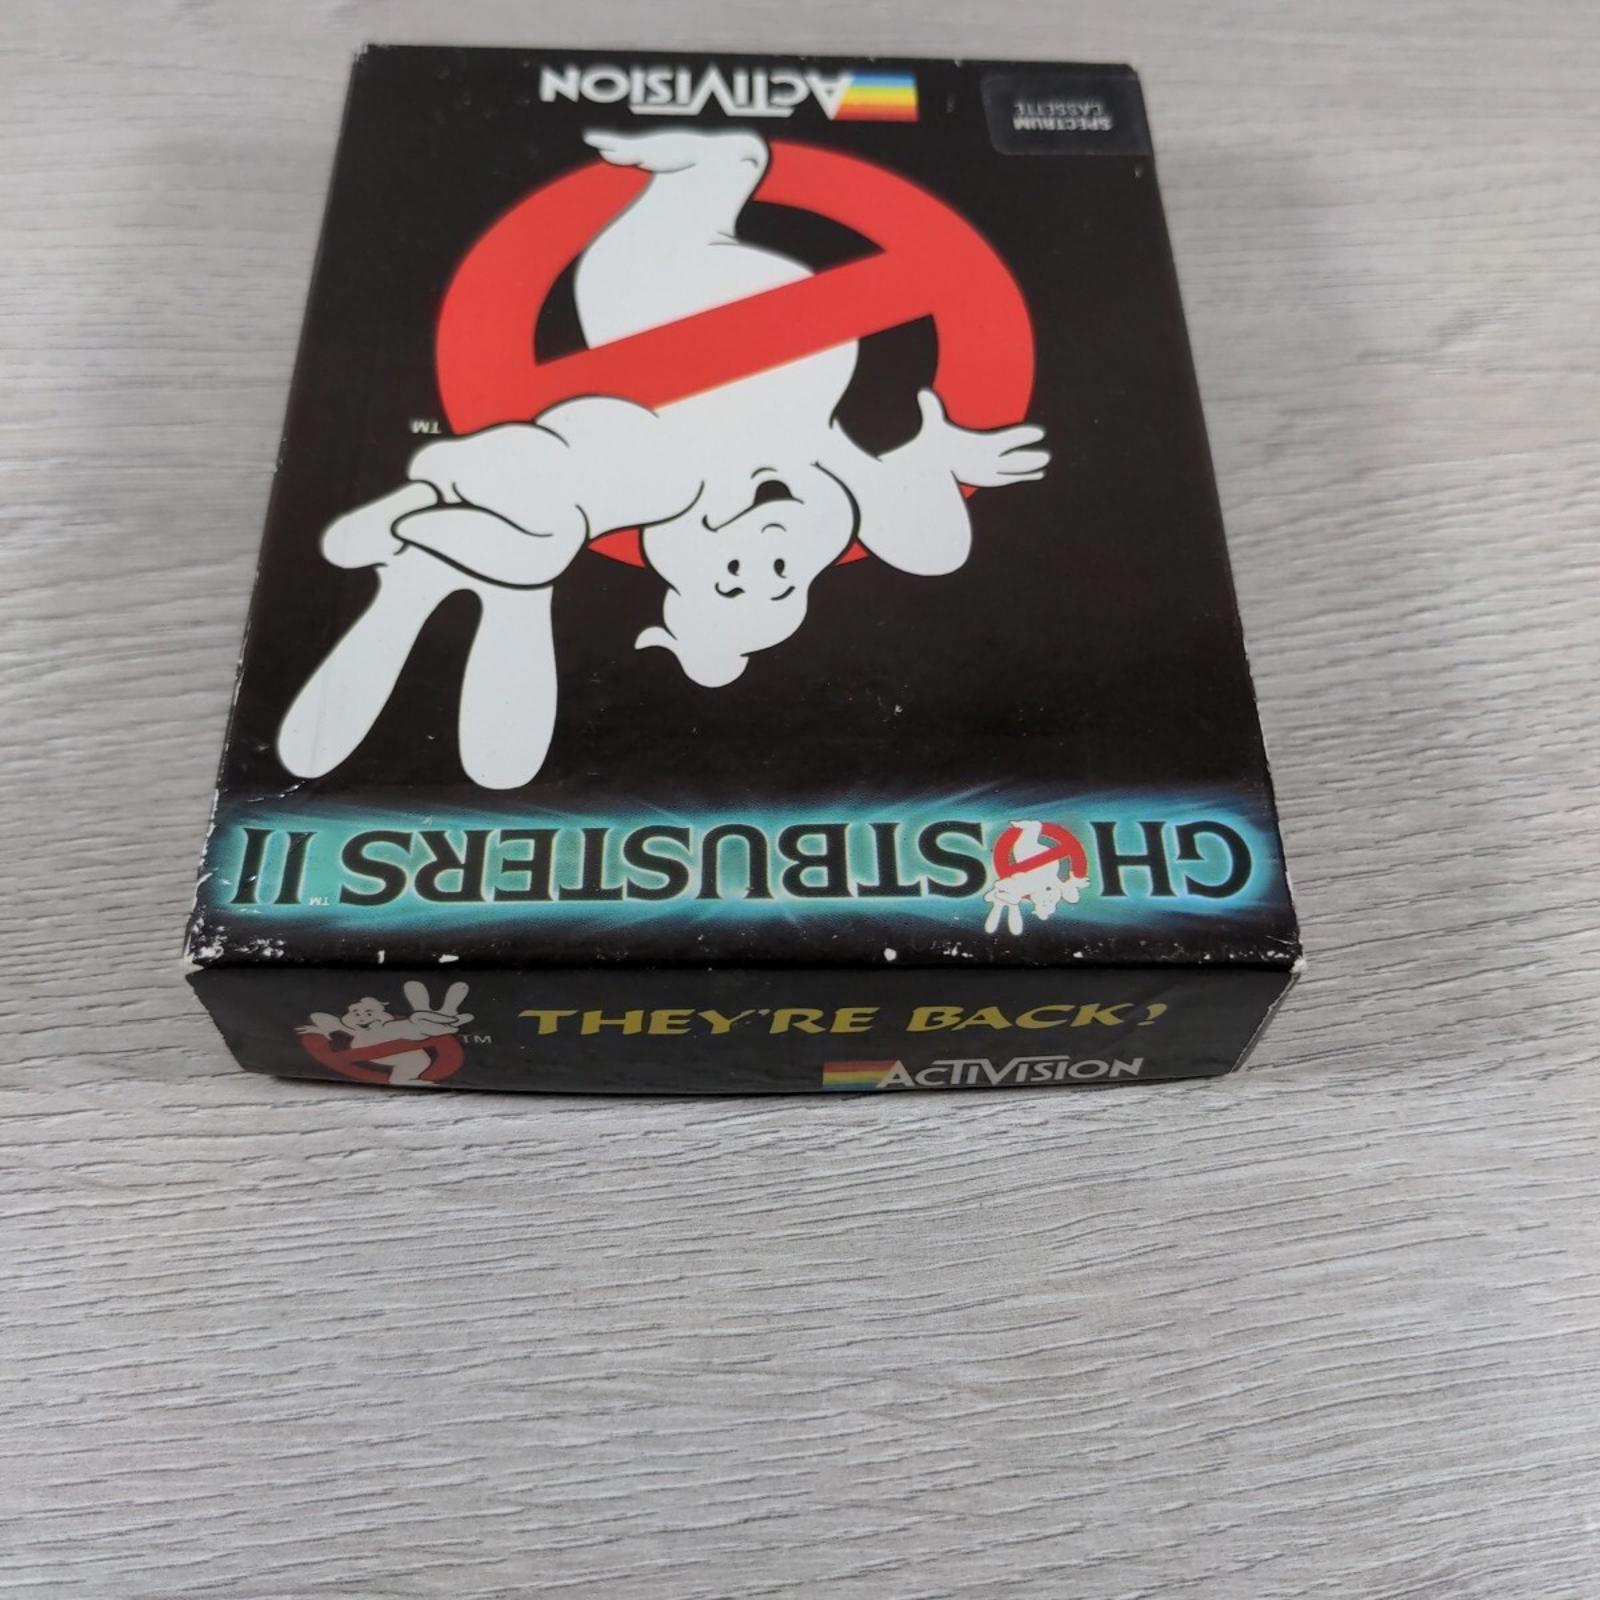 GHOSTBUSTERS II
TM
TM
SPECTRUM
CASSETTE
ACTIVISION
THEY'RE BACK!
TM
ACTIVISION